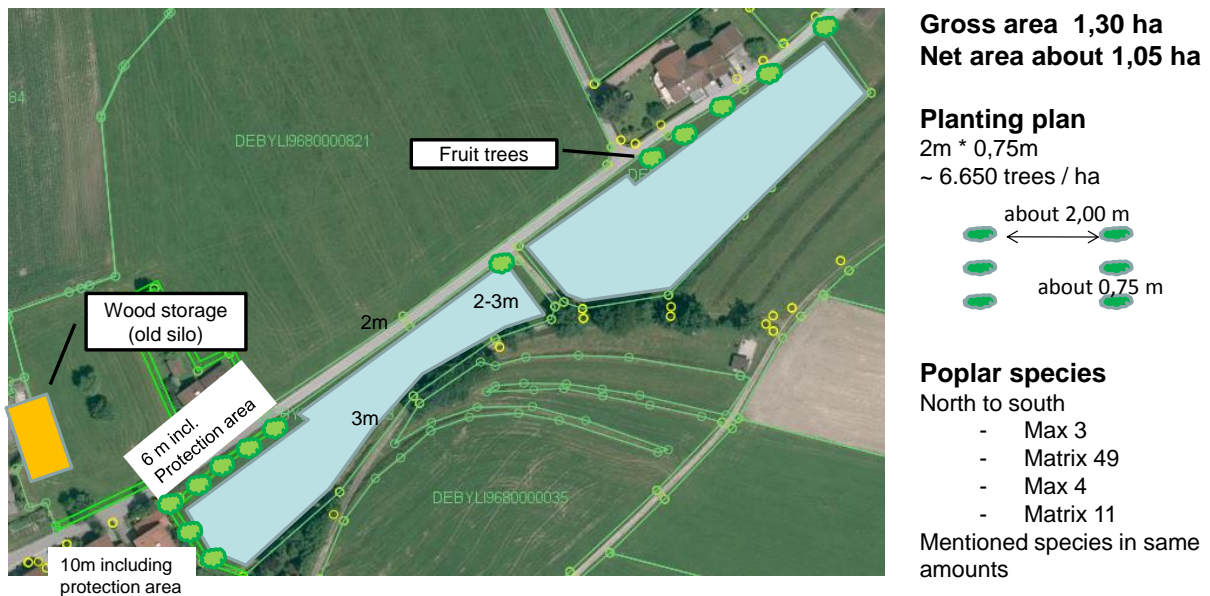 84
DEBYLI9680000821
Fruit trees
2-3m
2m
Wood storage
(old silo)
6 m incl.
Protection area
3m
DEBYLI9680000035
10m including
protection area
Gross area 1,30 ha
Net area about 1,05 ha
Planting plan
2m * 0,75m
~ 6.650 trees / ha
about 2,00 m
about 0,75 m
Poplar species
North to south
- Max 3
- Matrix 49
- Max 4
- Matrix 11
Mentioned species in same
amounts